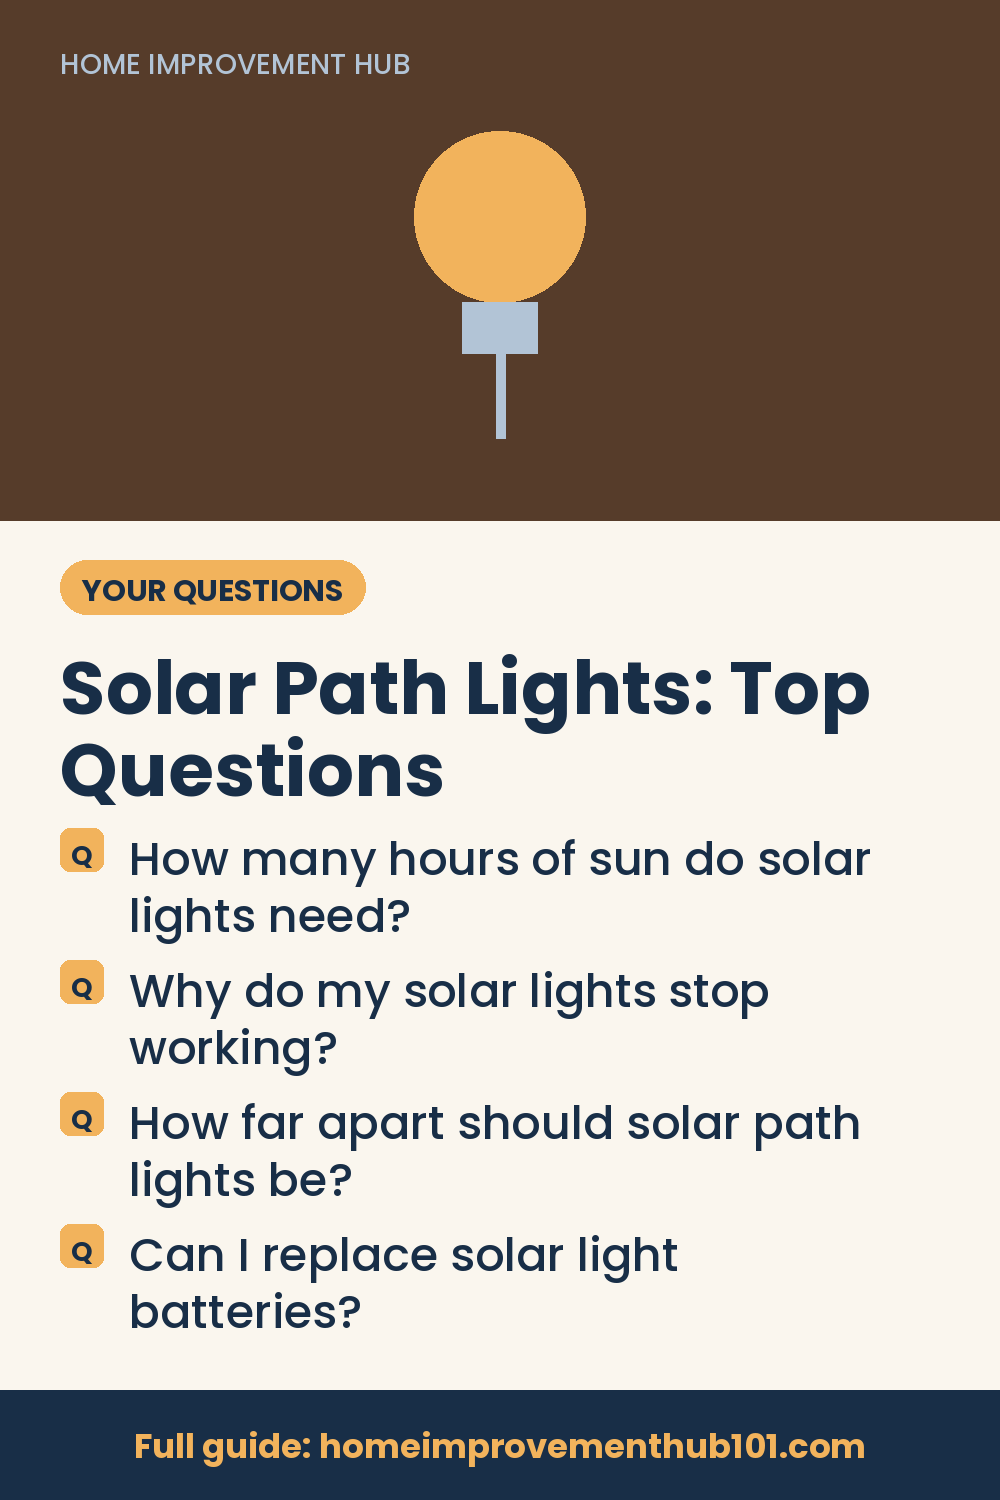 HOME IMPROVEMENT HUB
YOUR QUESTIONS
Solar Path Lights: Top
Questions
Q How many hours of sun do solar
lights need?
Q Why do my solar lights stop
working?
Q How far apart should solar path
lights be?
Q Can I replace solar light
batteries?
Full guide: homeimprovementhub101.com